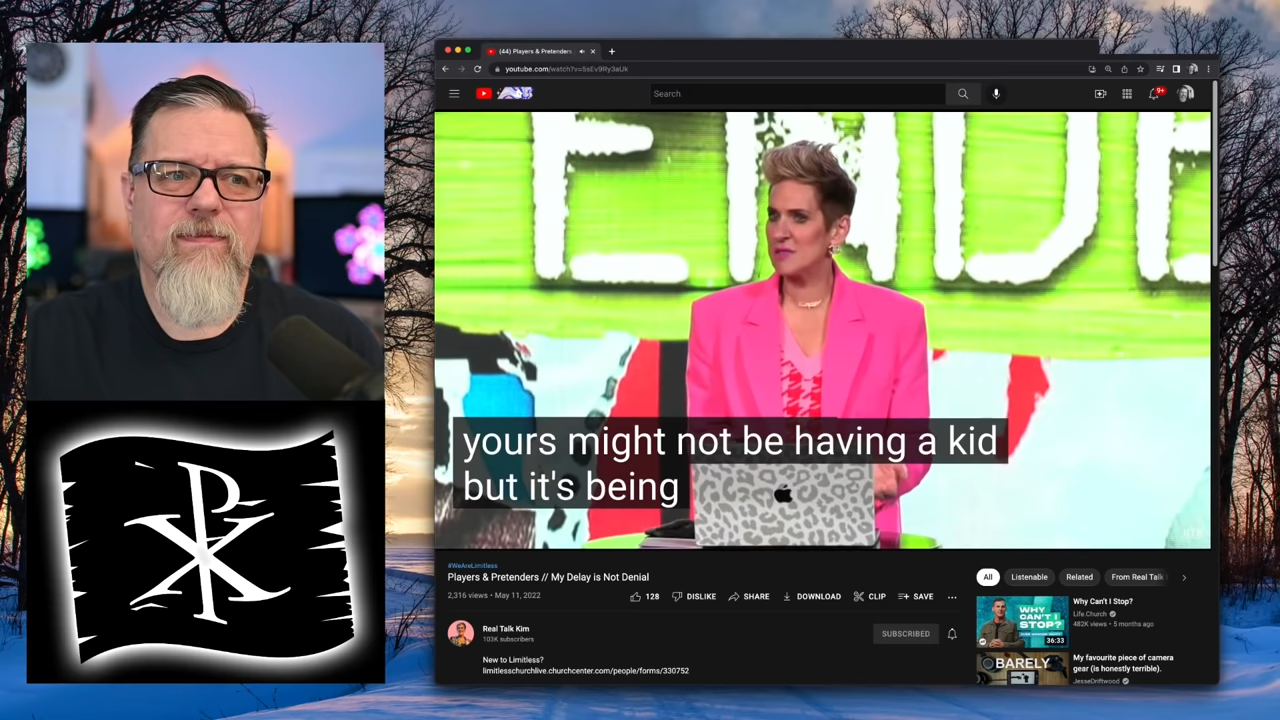 (44) Players & Pretenders
youtube.com/watch?v=5sEv9Ry3aUk
Search
9+
ENDE
yours might not be having a kid
but it's being
#WeAreLimitless
Players & Pretenders // My Delay is Not Denial
2,316 views • May 11, 2022
128
DISLIKE
SHARE
DOWNLOAD
CLIP
SAVE
Real Talk Kim
103K subscribers
SUBSCRIBED
New to Limitless?
limitlesschurchlive.churchcenter.com/people/forms/330752
All
Listenable
Related
From Real Talk
WHY
CAN'T I
STOP?
36:33
Why Can't I Stop?
Life.Church
482K views • 5 months ago
BARELY
My favourite piece of camera
gear (is honestly terrible).
JesseDriftwood